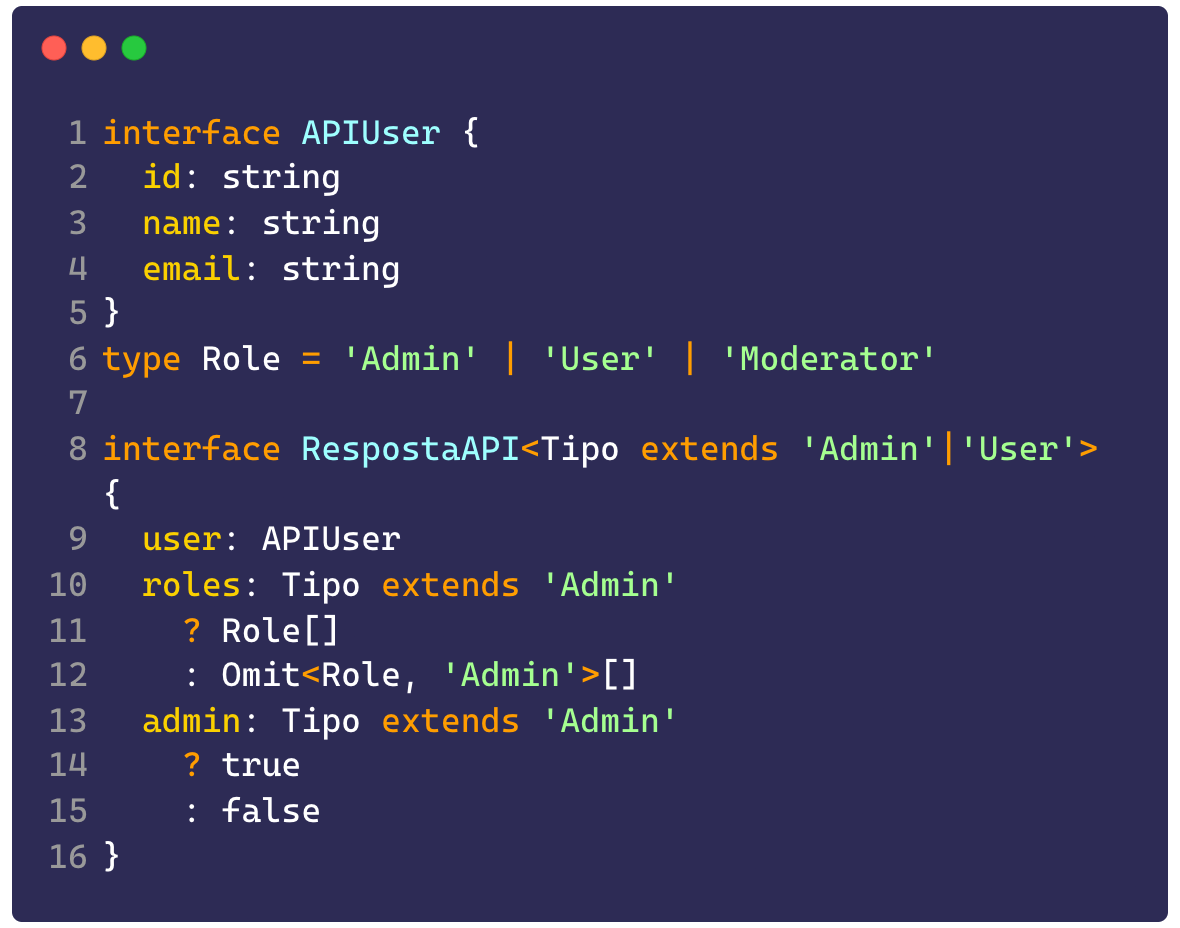 1 interface APIUser {
2   id: string
3   name: string
4   email: string
5 }
6 type Role = 'Admin' | 'User' | 'Moderator'
7
8 interface RespostaAPI<Tipo extends 'Admin'|'User'>
{
9   user: APIUser
10   roles: Tipo extends 'Admin'
11     ? Role[]
12     : Omit<Role, 'Admin'>[]
13   admin: Tipo extends 'Admin'
14     ? true
15     : false
16 }